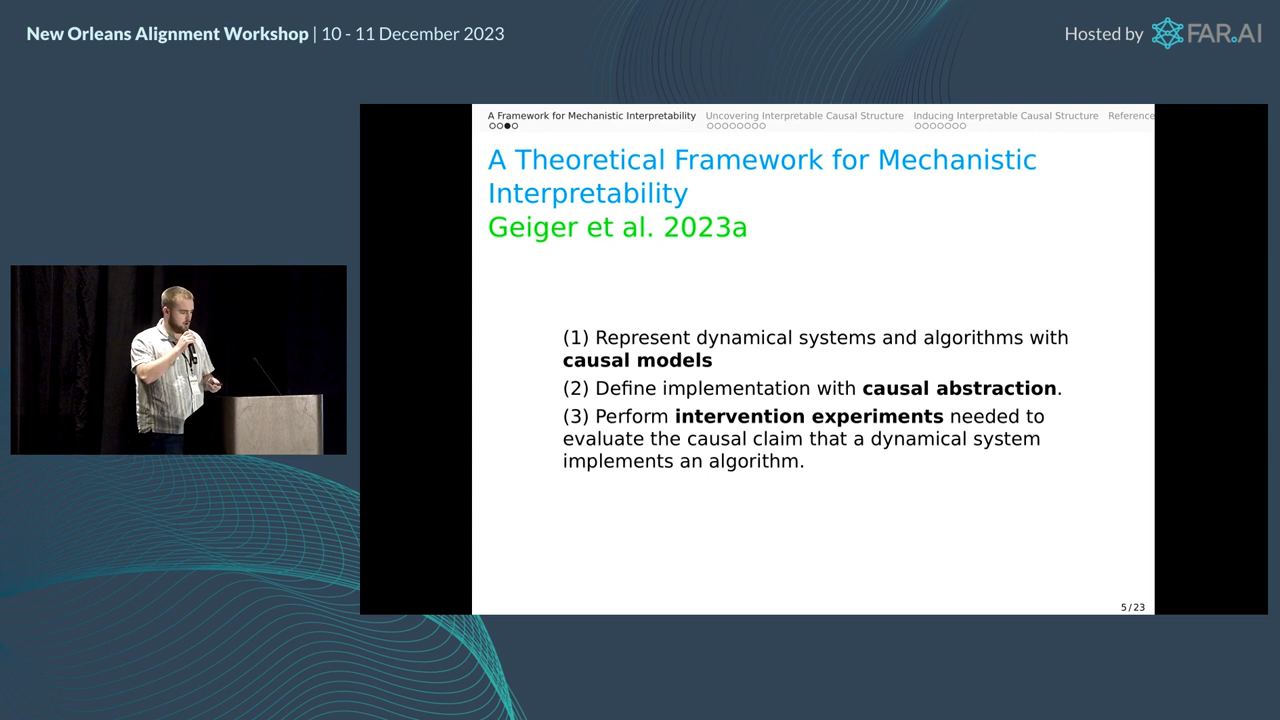 New Orleans Alignment Workshop | 10 - 11 December 2023
Hosted by FAR.AI
A Framework for Mechanistic Interpretability Uncovering Interpretable Causal Structure Inducing Interpretable Causal Structure Reference
A Theoretical Framework for Mechanistic
Interpretability
Geiger et al. 2023a
(1) Represent dynamical systems and algorithms with
causal models
(2) Define implementation with causal abstraction.
(3) Perform intervention experiments needed to
evaluate the causal claim that a dynamical system
implements an algorithm.
5 / 23